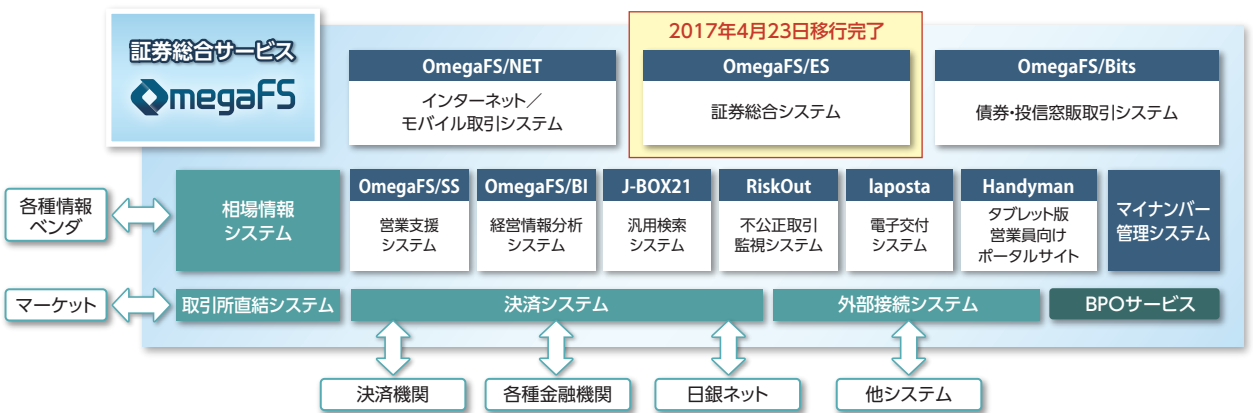 証券総合サービス
OmegaFS
2017年4月23日移行完了
OmegaFS/NET
インターネット／
モバイル取引システム
OmegaFS/ES
証券総合システム
OmegaFS/Bits
債券・投信窓販取引システム
各種情報
ベンダ
相場情報
システム
OmegaFS/SS
営業支援
システム
OmegaFS/BI
経営情報分析
システム
J-BOX21
汎用検索
システム
RiskOut
不公正取引
監視システム
laposta
電子交付
システム
Handyman
タブレット版
営業員向け
ポータルサイト
マイナンバー
管理システム
マーケット
取引所直結システム
決済システム
外部接続システム
BPOサービス
決済機関
各種金融機関
日銀ネット
他システム